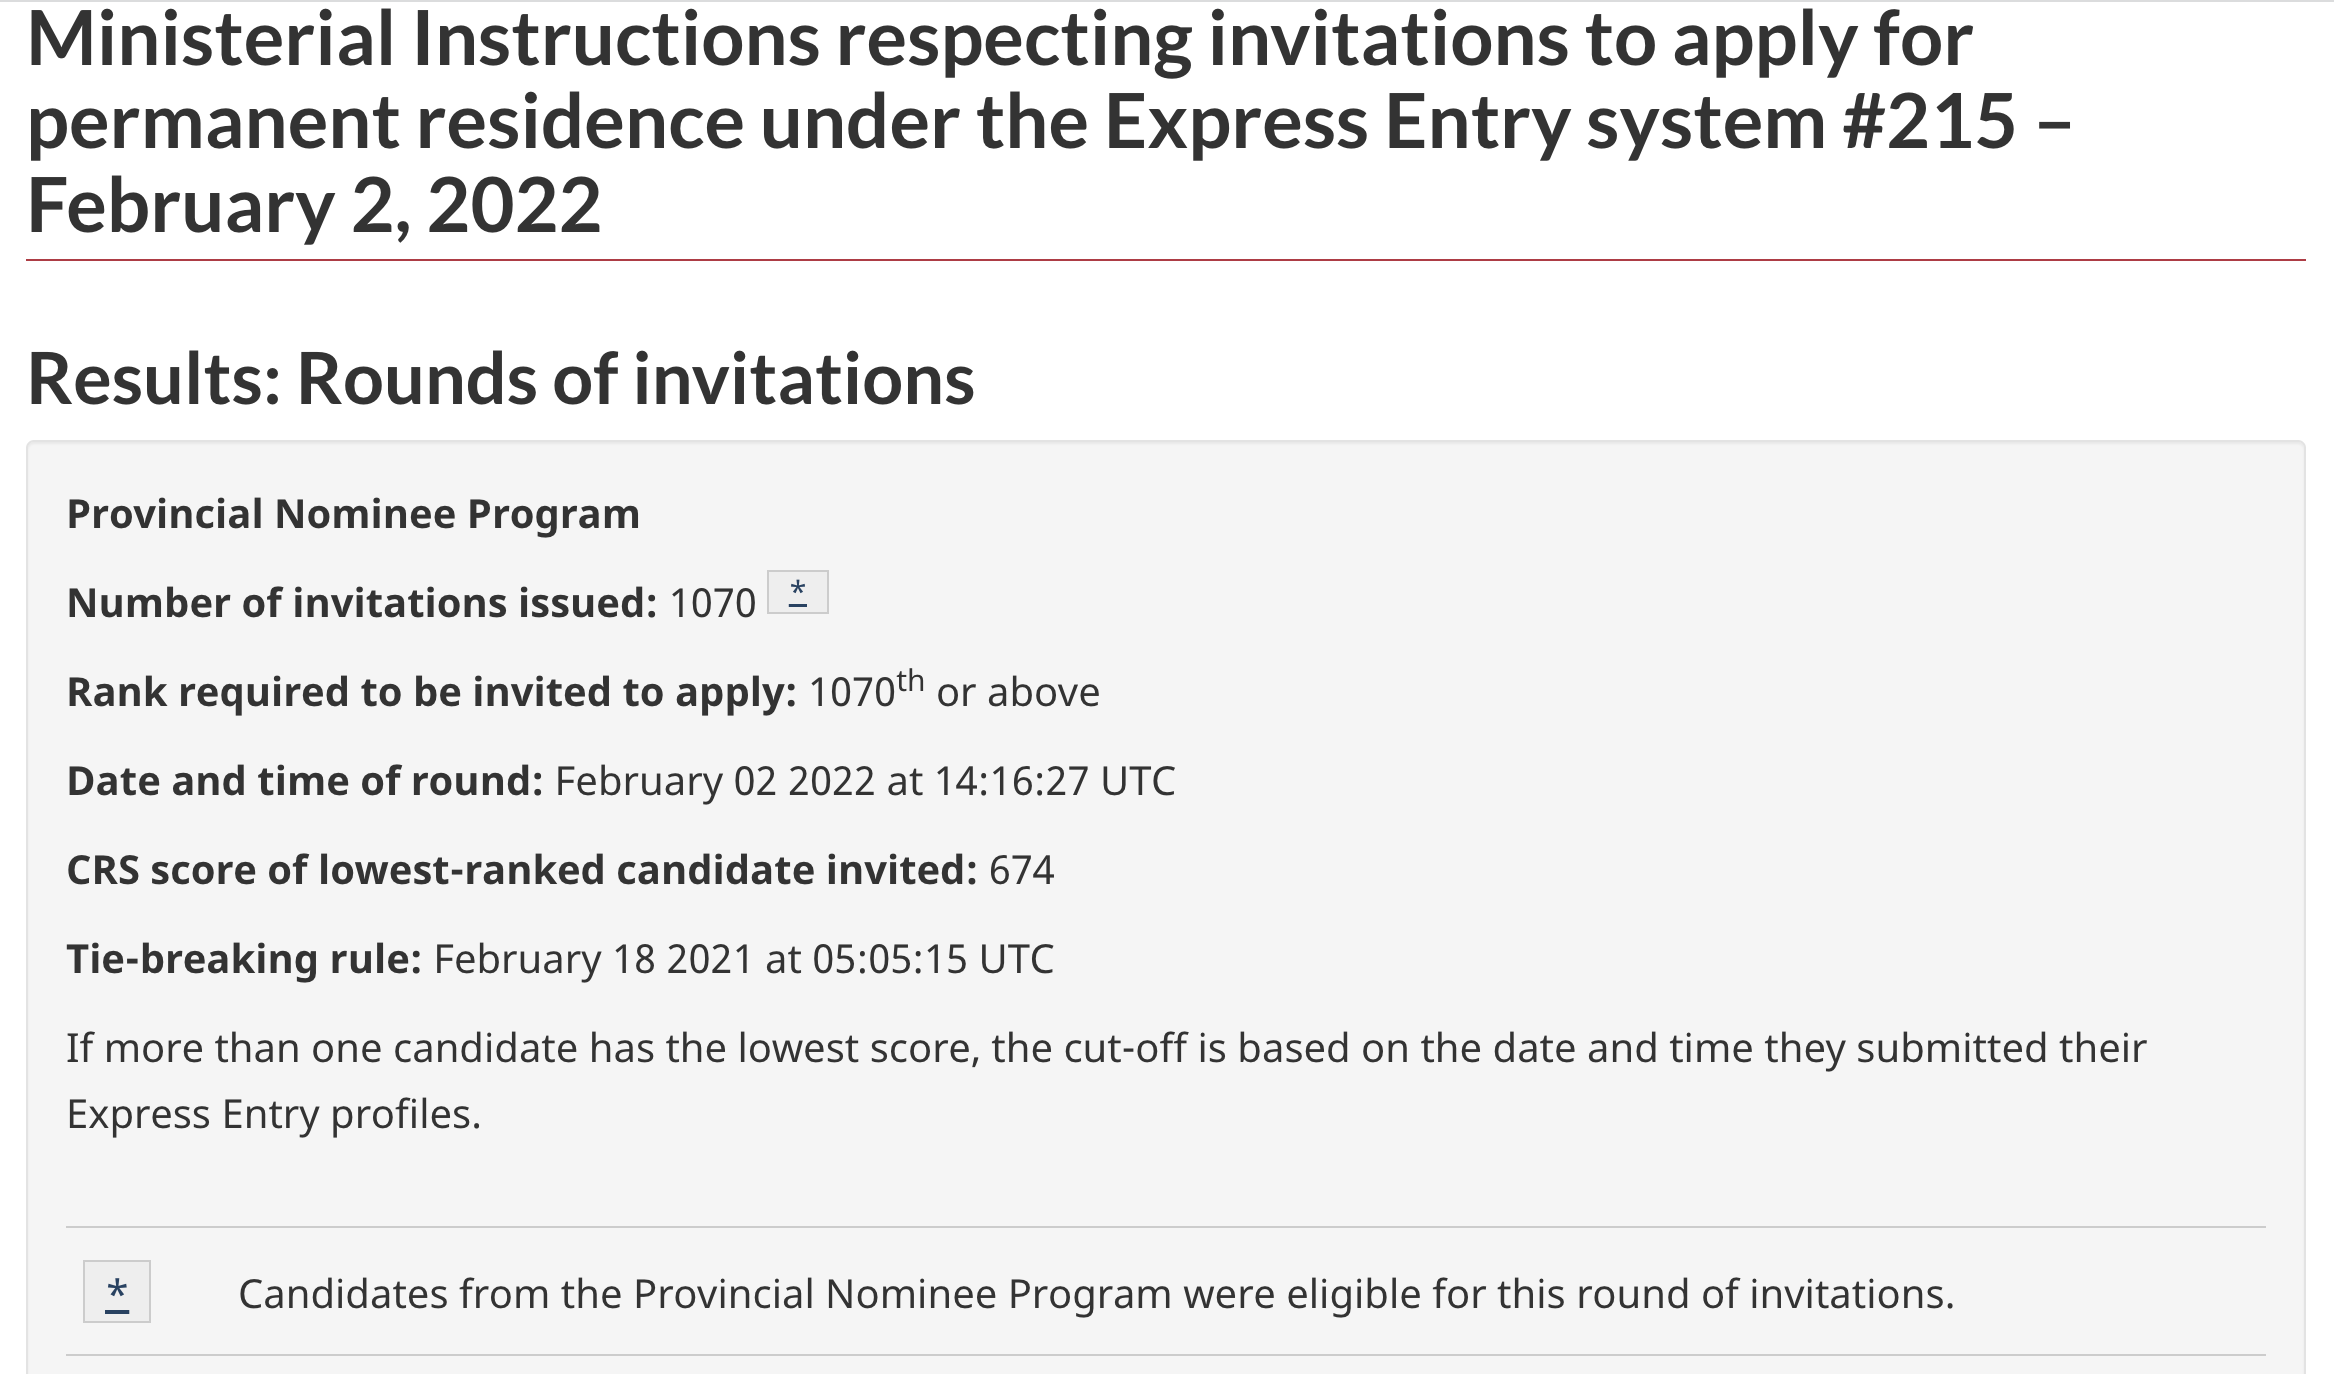 Ministerial Instructions respecting invitations to apply for
permanent residence under the Express Entry system #215 –
February 2, 2022
Results: Rounds of invitations
Provincial Nominee Program
Number of invitations issued: 1070 *
Rank required to be invited to apply: 1070th or above
Date and time of round: February 02 2022 at 14:16:27 UTC
CRS score of lowest-ranked candidate invited: 674
Tie-breaking rule: February 18 2021 at 05:05:15 UTC
If more than one candidate has the lowest score, the cut-off is based on the date and time they submitted their
Express Entry profiles.
* Candidates from the Provincial Nominee Program were eligible for this round of invitations.